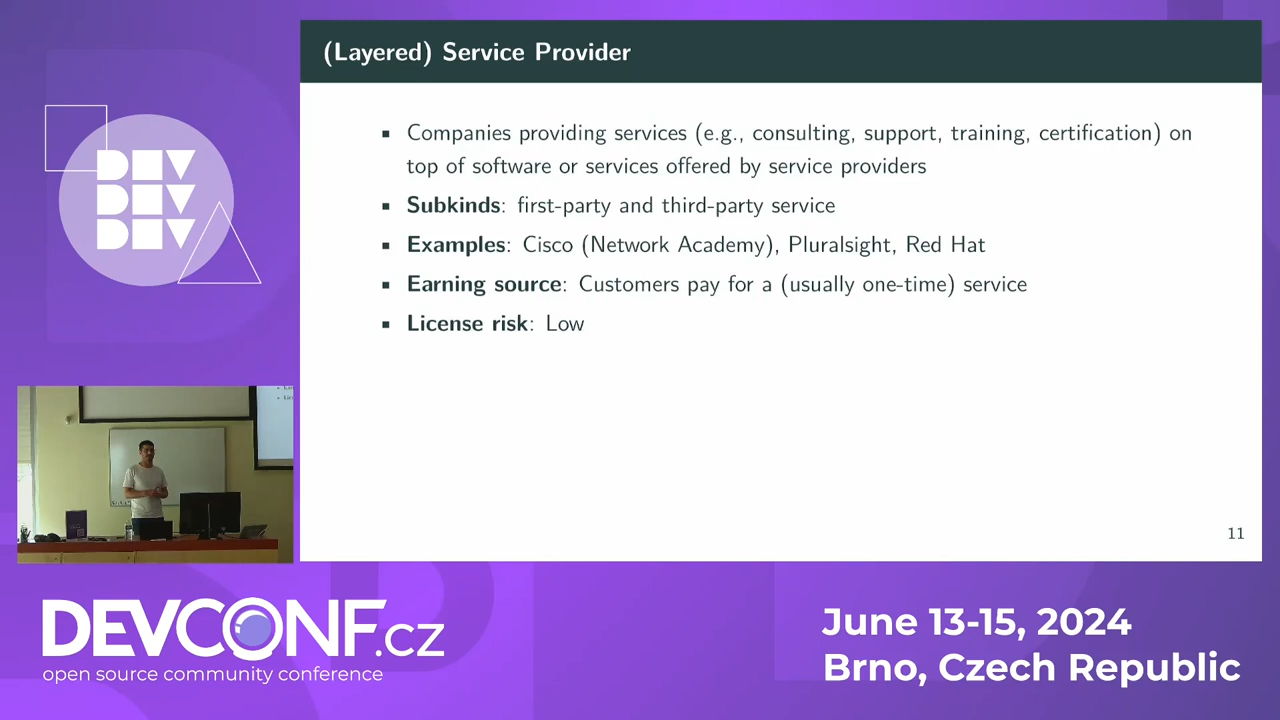 (Layered) Service Provider
▪ Companies providing services (e.g., consulting, support, training, certification) on
top of software or services offered by service providers
▪ Subkinds: first-party and third-party service
▪ Examples: Cisco (Network Academy), Pluralsight, Red Hat
▪ Earning source: Customers pay for a (usually one-time) service
▪ License risk: Low
11
DEV
DEV
DEV
DEVCONF.cz
open source community conference
June 13-15, 2024
Brno, Czech Republic